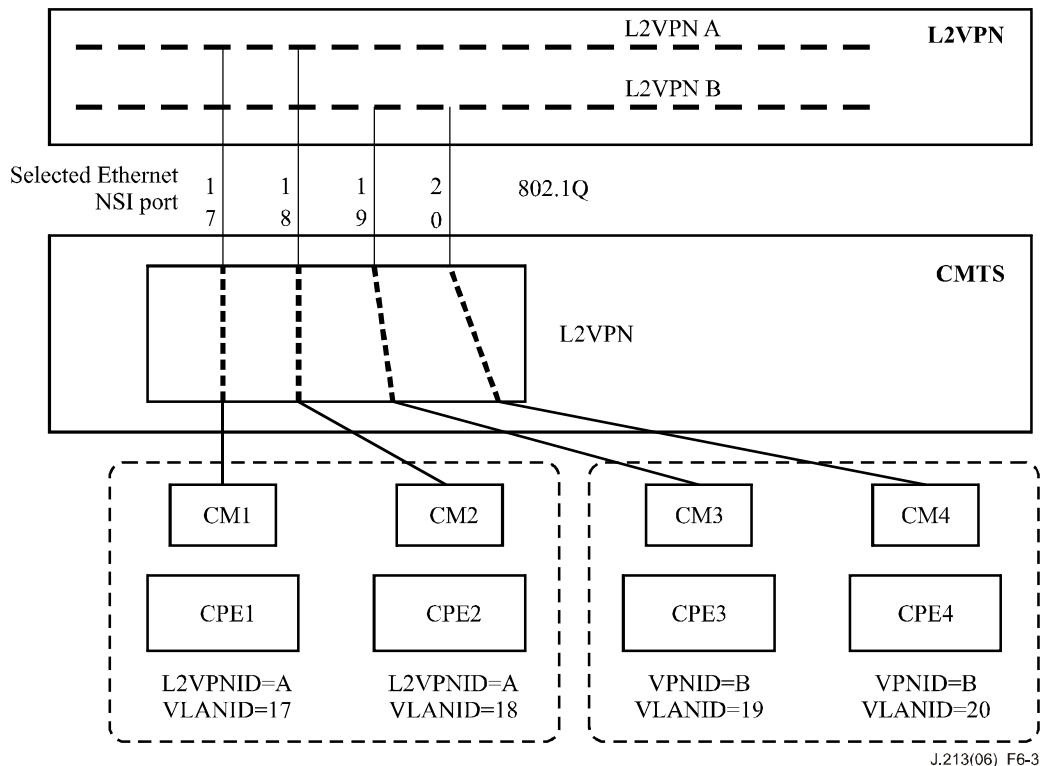 L2VPN A
L2VPN
L2VPN B
Selected Ethernet
NSI port
1
7
1
8
1
9
2
0
802.1Q
CMTS
L2VPN
CM1
CM2
CM3
CM4
CPE1
CPE2
CPE3
CPE4
L2VPNID=A
VLANID=17
L2VPNID=A
VLANID=18
VPNID=B
VLANID=19
VPNID=B
VLANID=20
J.213(06)_F6-3